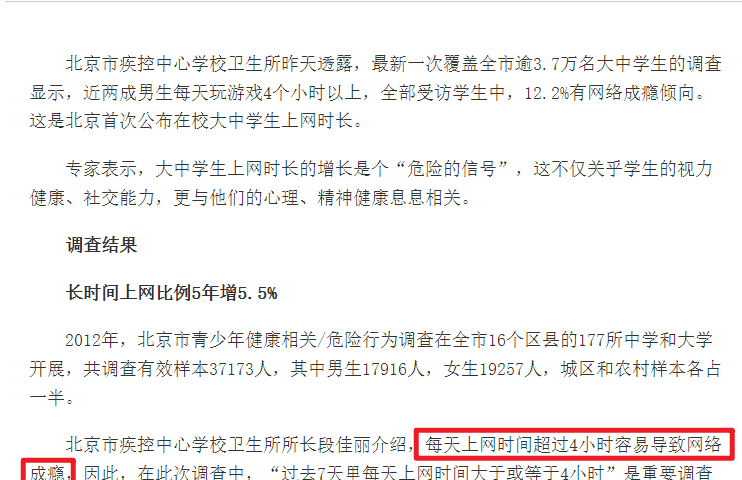 北京市疾控中心学校卫生所昨天透露，最新一次覆盖全市逾3.7万名大中学生的调查
显示，近两成男生每天玩游戏4个小时以上，全部受访学生中，12.2%有网络成瘾倾向。
这是北京首次公布在校大中学生上网时长。
专家表示，大中学生上网时长的增长是个“危险的信号”，这不仅关乎学生的视力
健康、社交能力，更与他们的心理、精神健康息息相关。
调查结果
长时间上网比例5年增5.5%
2012年，北京市青少年健康相关/危险行为调查在全市16个区县的177所中学和大学
开展，共调查有效样本37173人，其中男生17916人，女生19257人，城区和农村样本各占
一半。
北京市疾控中心学校卫生所所长段佳丽介绍，每天上网时间超过4小时容易导致网络
成瘾，因此，在此次调查中，“过去7天里每天上网时间大于或等于4小时”是重要调查